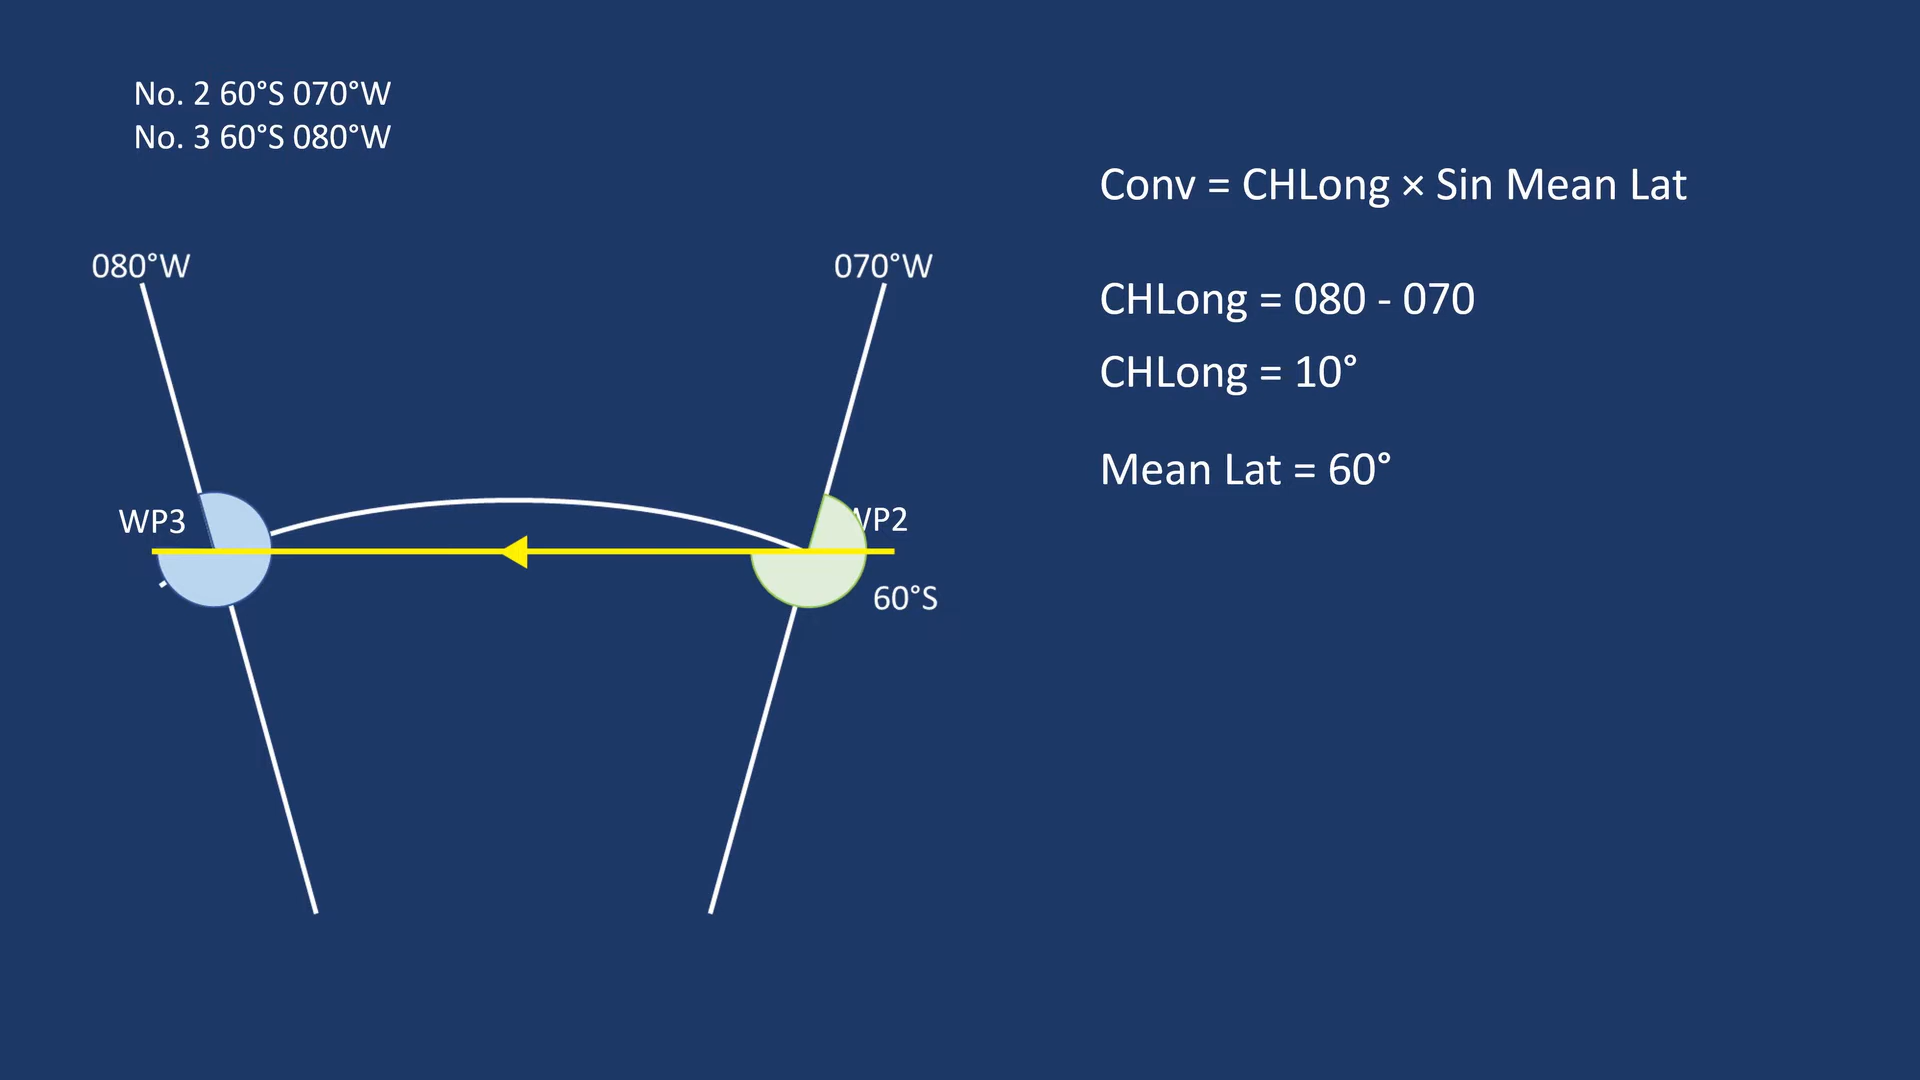 No. 2 60°S 070°W
No. 3 60°S 080°W
Conv = CHLong × Sin Mean Lat
080°W
070°W
CHLong = 080 - 070
CHLong = 10°
Mean Lat = 60°
WP3
WP2
60°S